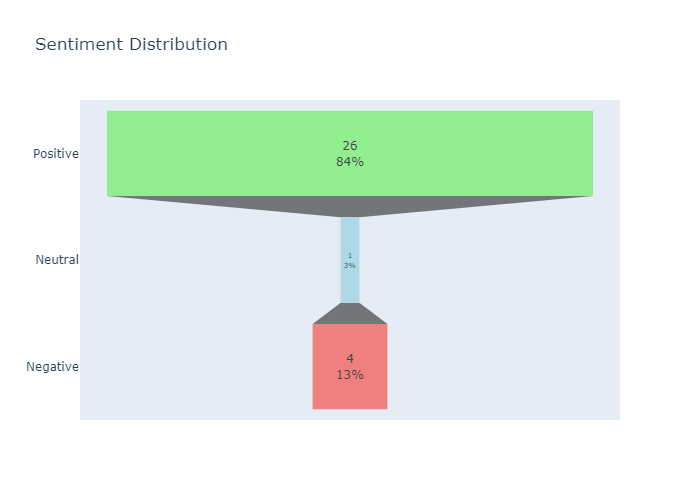 Sentiment Distribution
Positive
26
84%
Neutral
1
3%
Negative
4
13%